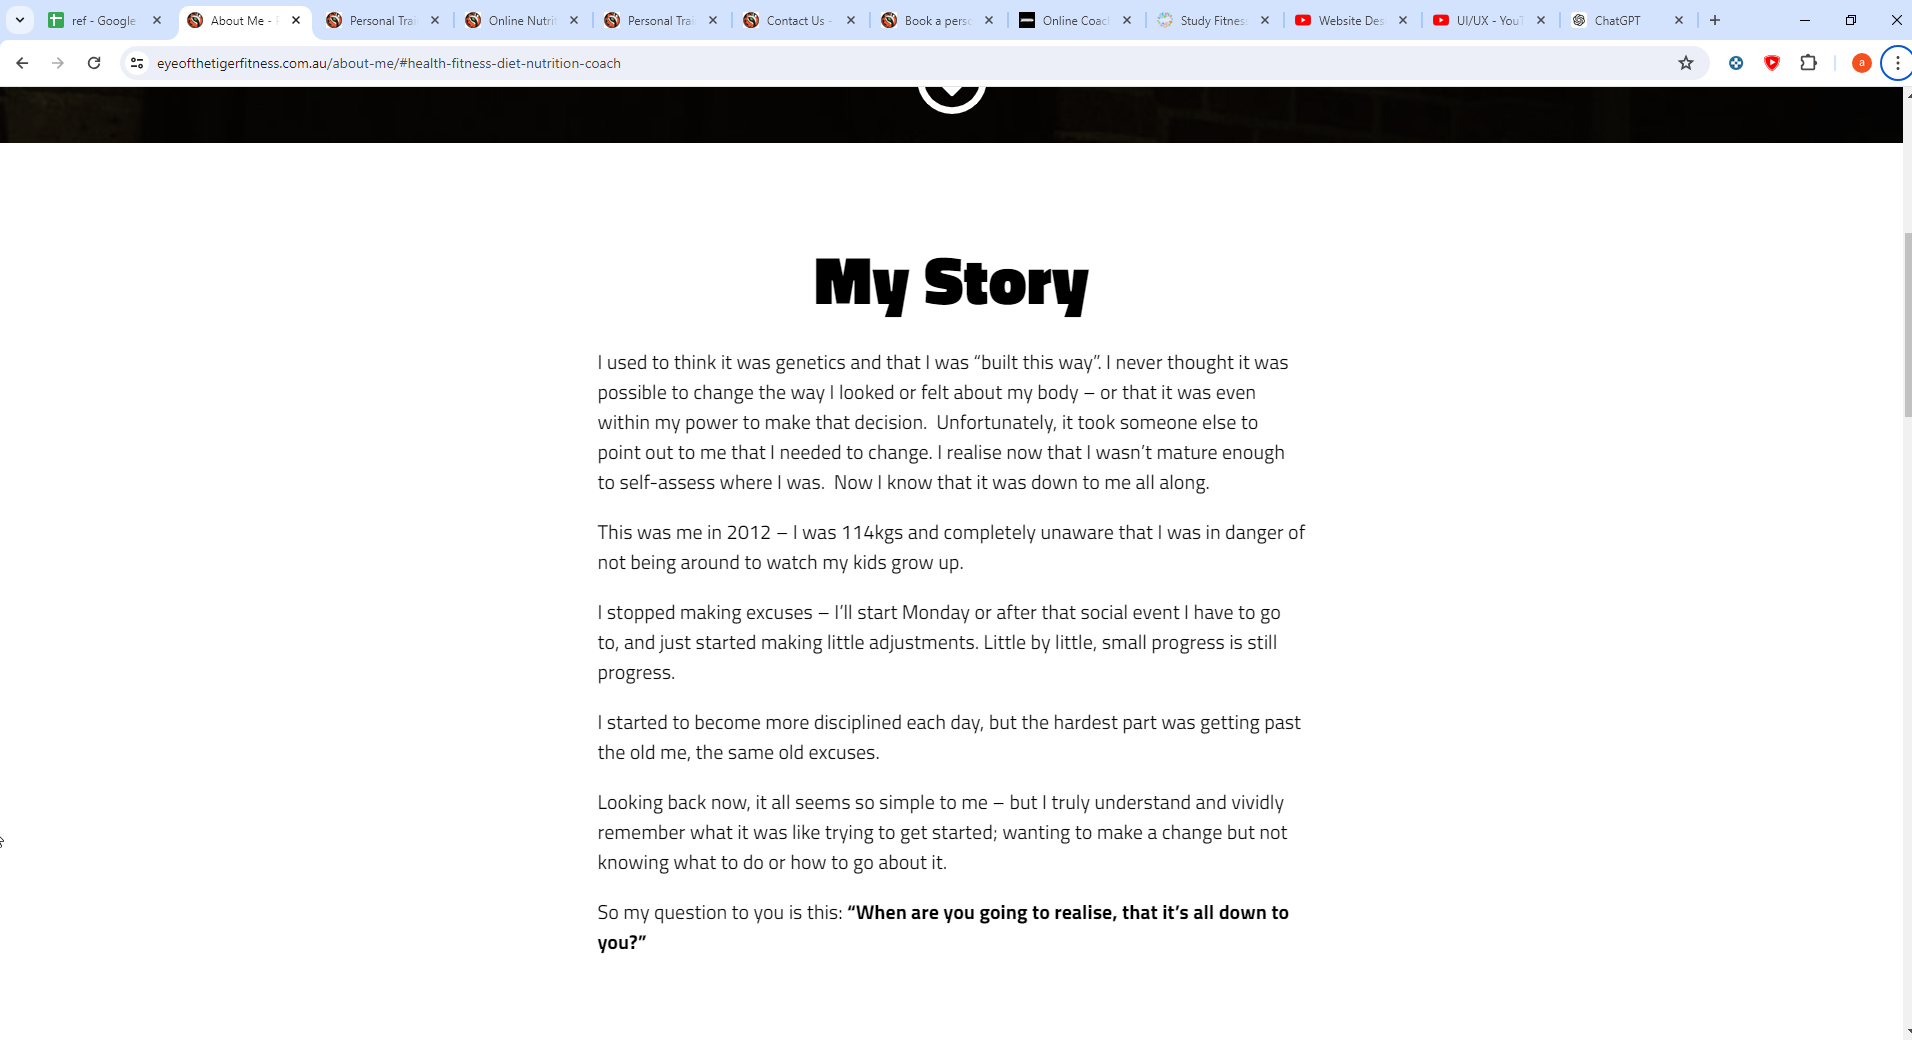 ref - Google
About Me -
Personal Trai
Online Nutri
Personal Trai
Contact Us -
Book a pers
Online Coac
Study Fitness
Website Des
UI/UX - YouT
ChatGPT
eyeofthetigerfitness.com.au/about-me/#health-fitness-diet-nutrition-coach
a
My Story
I used to think it was genetics and that I was “built this way”. I never thought it was
possible to change the way I looked or felt about my body – or that it was even
within my power to make that decision.  Unfortunately, it took someone else to
point out to me that I needed to change. I realise now that I wasn’t mature enough
to self-assess where I was.  Now I know that it was down to me all along.
This was me in 2012 – I was 114kgs and completely unaware that I was in danger of
not being around to watch my kids grow up.
I stopped making excuses – I’ll start Monday or after that social event I have to go
to, and just started making little adjustments. Little by little, small progress is still
progress.
I started to become more disciplined each day, but the hardest part was getting past
the old me, the same old excuses.
Looking back now, it all seems so simple to me – but I truly understand and vividly
remember what it was like trying to get started; wanting to make a change but not
knowing what to do or how to go about it.
So my question to you is this: “When are you going to realise, that it’s all down to
you?”